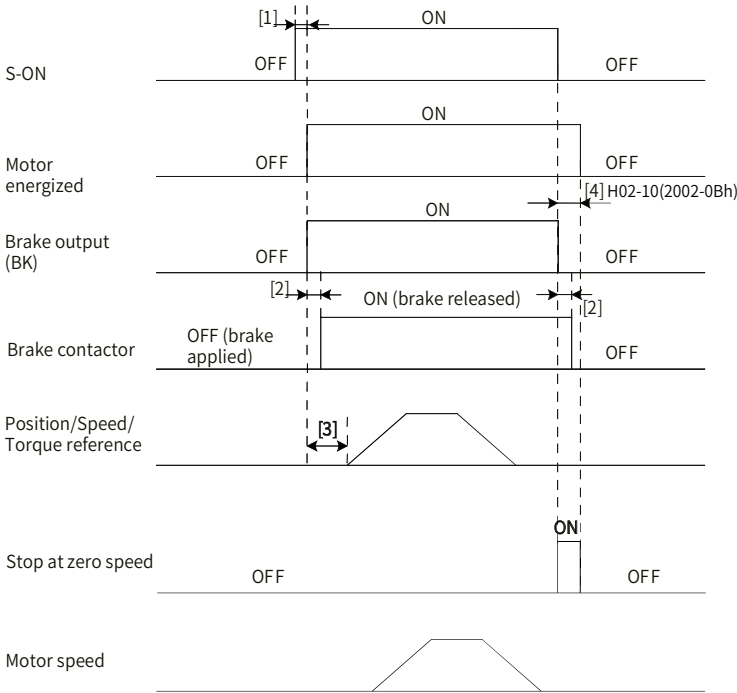 [1]
ON
S-ON
OFF
OFF
ON
Motor
energized
OFF
OFF
[4] H02-10(2002-0Bh)
ON
Brake output
(BK)
OFF
OFF
[2]
ON (brake released)
[2]
Brake contactor
OFF (brake
applied)
OFF
Position/Speed/
Torque reference
[3]
ON
Stop at zero speed
OFF
OFF
Motor speed